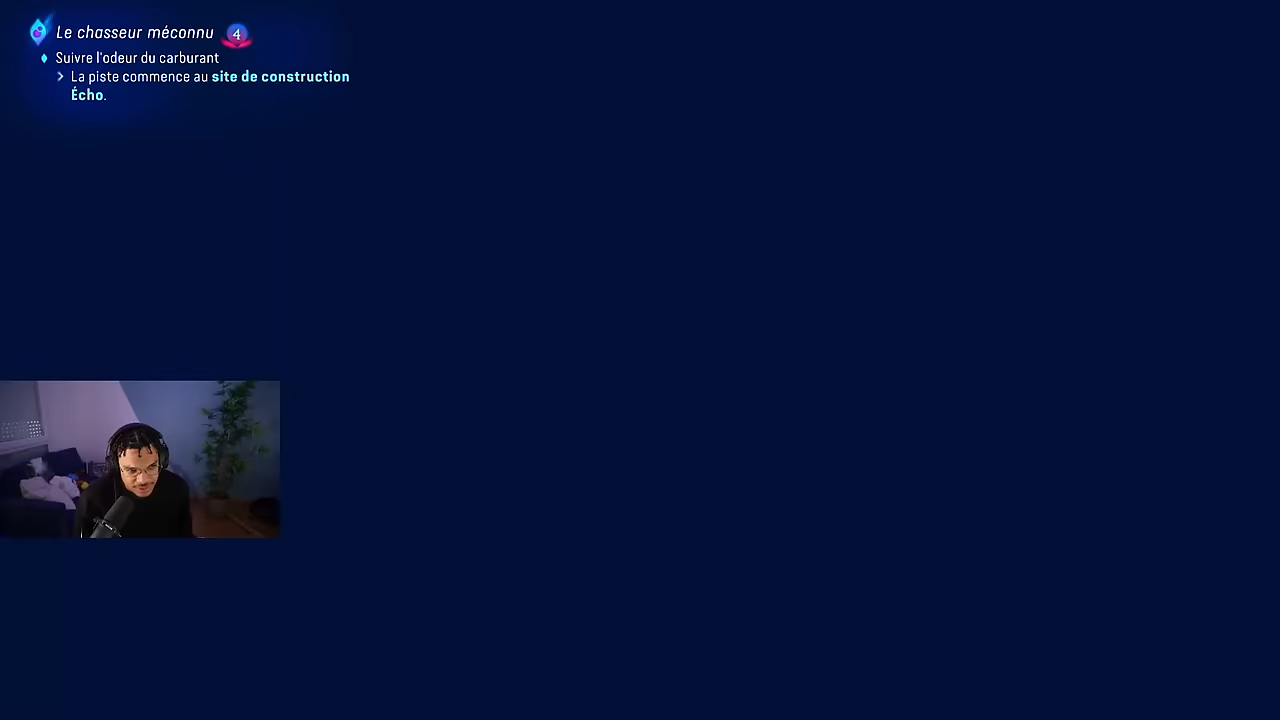 Le chasseur méconnu 4
Suivre l'odeur du carburant
> La piste commence au site de construction
Écho.